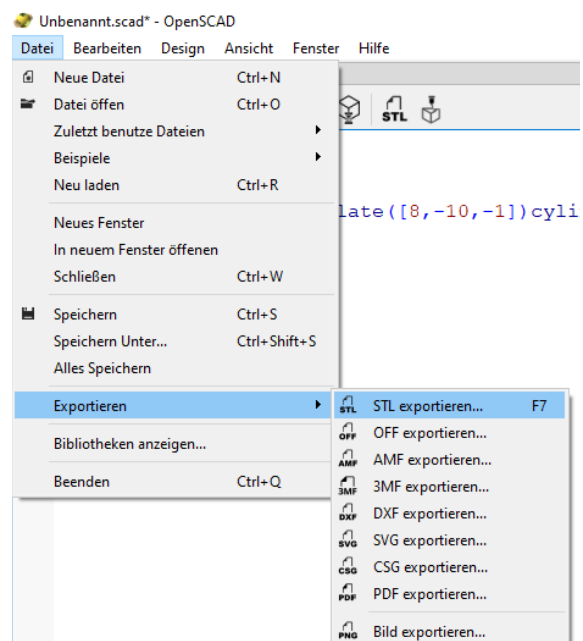 Unbenannt.scad* - OpenSCAD
Datei Bearbeiten Design Ansicht Fenster Hilfe
Neue Datei Ctrl+N
Datei öffen Ctrl+O
STL
Zuletzt benutze Dateien
Beispiele
Neu laden Ctrl+R
late([8,-10,-1])cyli
Neues Fenster
In neuem Fenster öffenen
Schließen Ctrl+W
Speichern Ctrl+S
Speichern Unter... Ctrl+Shift+S
Alles Speichern
Exportieren
STL STL exportieren... F7
OFF OFF exportieren...
Bibliotheken anzeigen...
AMF AMF exportieren...
Beenden Ctrl+Q
3MF 3MF exportieren...
DXF DXF exportieren...
SVG SVG exportieren...
CSG CSG exportieren...
PDF PDF exportieren...
PNG Bild exportieren...